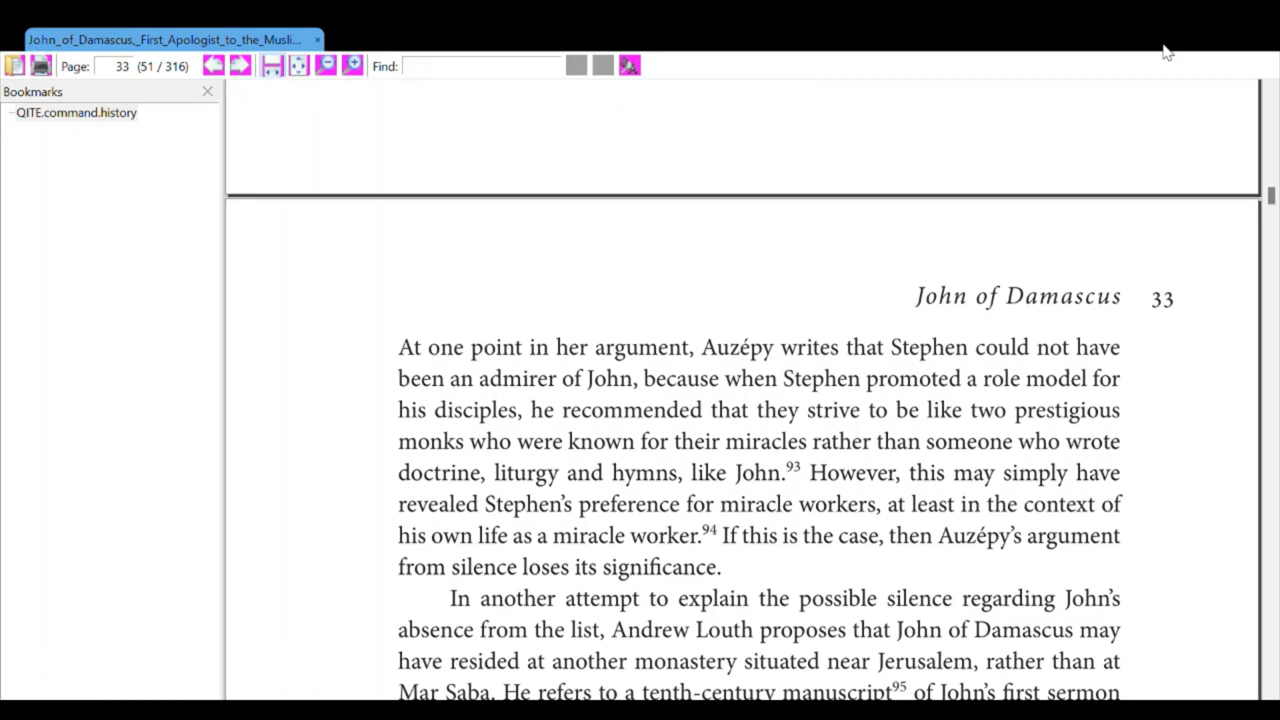 John_of_Damascus,_First_Apologist_to_the_Musli... ×
Page: 33 (51 / 316) Find:
Bookmarks
QITE.command.history
John of Damascus 33
At one point in her argument, Auzépy writes that Stephen could not have
been an admirer of John, because when Stephen promoted a role model for
his disciples, he recommended that they strive to be like two prestigious
monks who were known for their miracles rather than someone who wrote
doctrine, liturgy and hymns, like John.93 However, this may simply have
revealed Stephen's preference for miracle workers, at least in the context of
his own life as a miracle worker.94 If this is the case, then Auzépy's argument
from silence loses its significance.
In another attempt to explain the possible silence regarding John's
absence from the list, Andrew Louth proposes that John of Damascus may
have resided at another monastery situated near Jerusalem, rather than at
Mar Saba. He refers to a tenth-century manuscript95 of John's first sermon